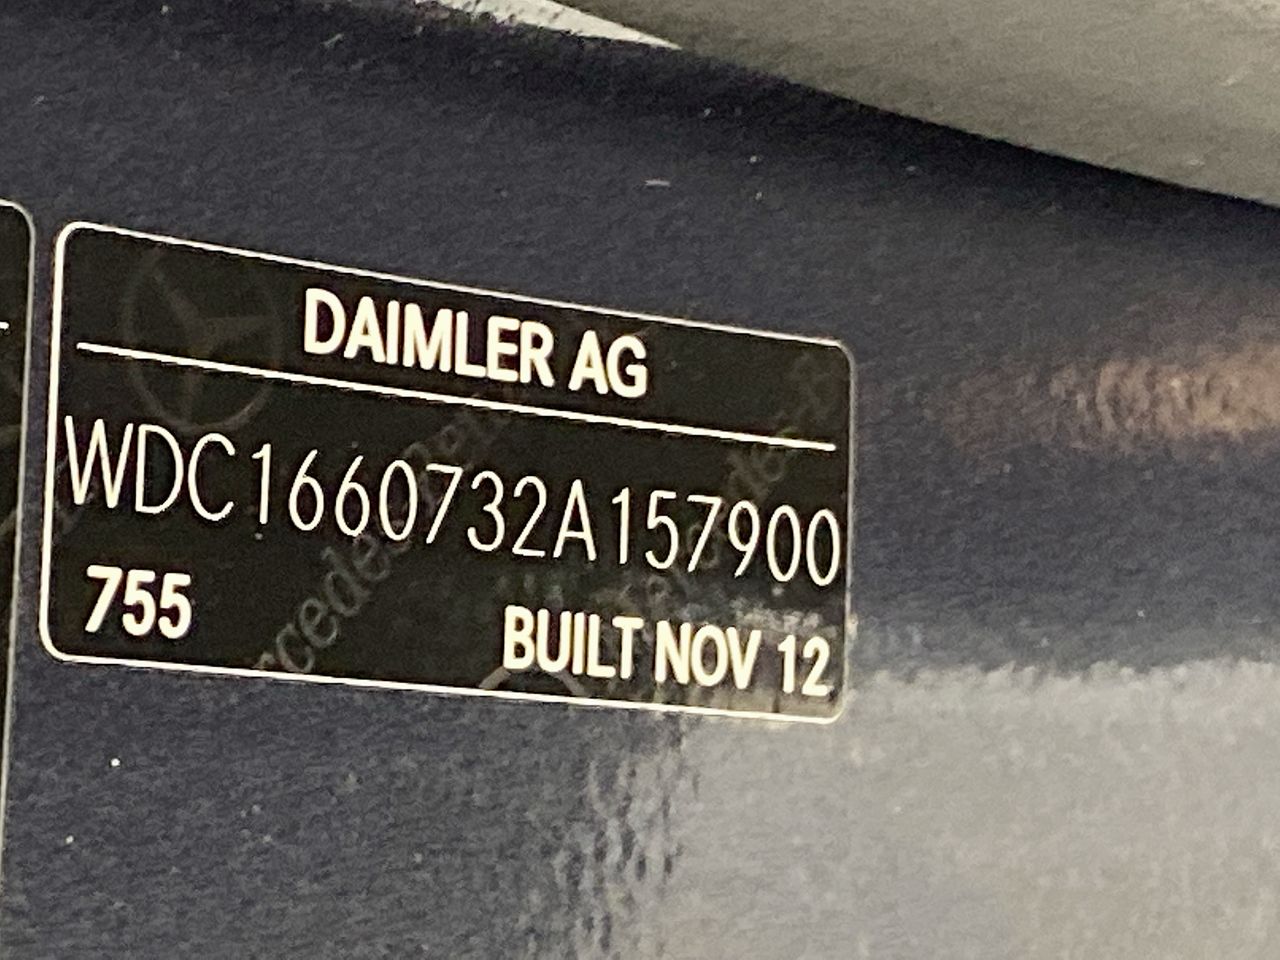 DAIMLER AG
WDC1660732A157900
755
BUILT NOV 12